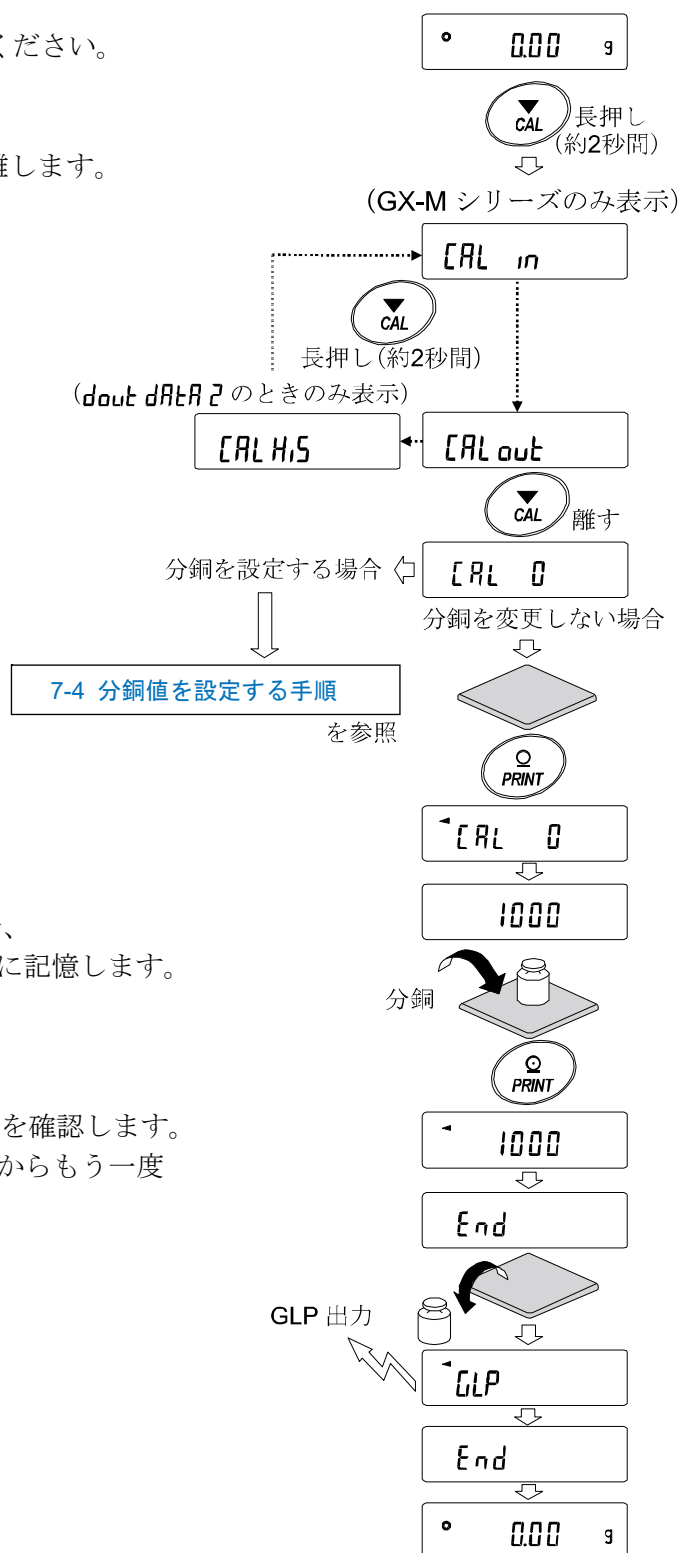 ください。
0.00 g
CAL 長押し
(約2秒間)
離します。
(GX-M シリーズのみ表示)
CAL in
CAL
長押し(約2秒間)
(dout dAtA 2 のときのみ表示)
CAL HiS
CAL out
CAL 離す
分銅を設定する場合
CAL 0
分銅を変更しない場合
7-4 分銅値を設定する手順
を参照
PRINT
CAL 0
1000
、
に記憶します。
分銅
PRINT
を確認します。
1000
からもう一度
End
GLP 出力
GLP
End
0.00 g